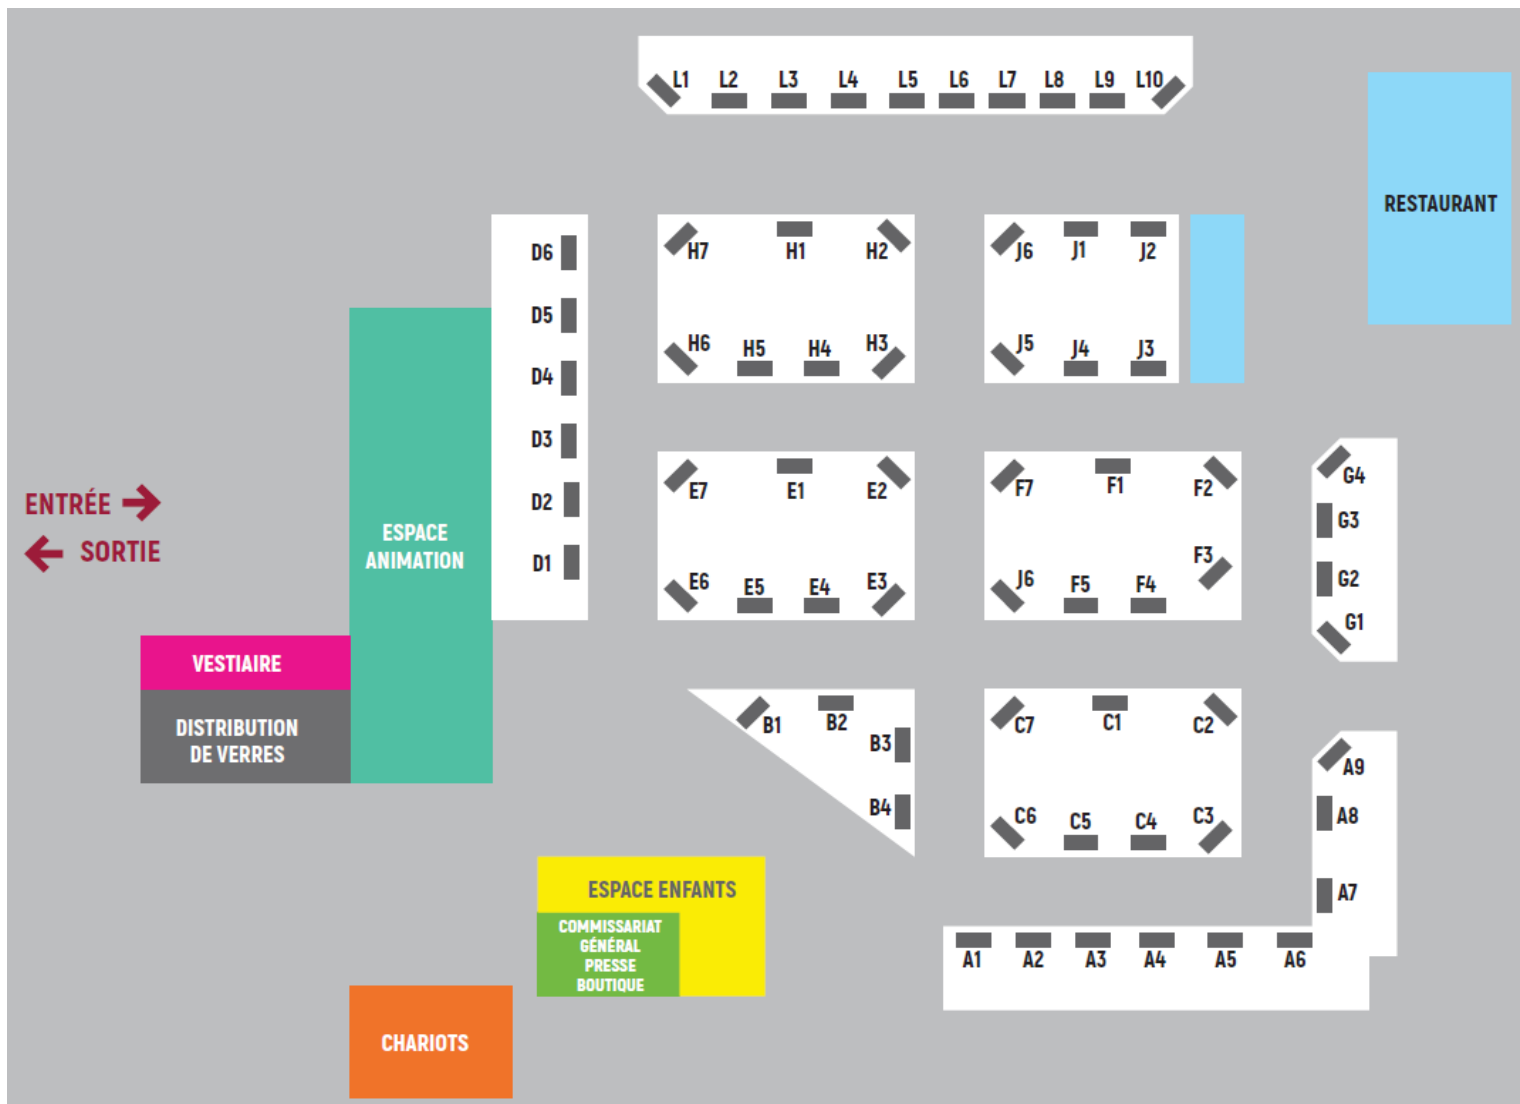 L1 L2 L3 L4 L5 L6 L7 L8 L9 L10
RESTAURANT
D6
D5
D4
D3
D2
D1
H7 H1 H2
H6 H5 H4 H3
J6 J1 J2
J5 J4 J3
E7 E1 E2
E6 E5 E4 E3
F7 F1 F2
F3
J6 F5 F4
G4
G3
G2
G1
ENTRÉE
SORTIE
ESPACE
ANIMATION
VESTIAIRE
DISTRIBUTION
DE VERRES
B1 B2
B3
B4
C7 C1 C2
C6 C5 C4 C3
A9
A8
A7
A1 A2 A3 A4 A5 A6
ESPACE ENFANTS
COMMISSARIAT
GÉNÉRAL
PRESSE
BOUTIQUE
CHARIOTS